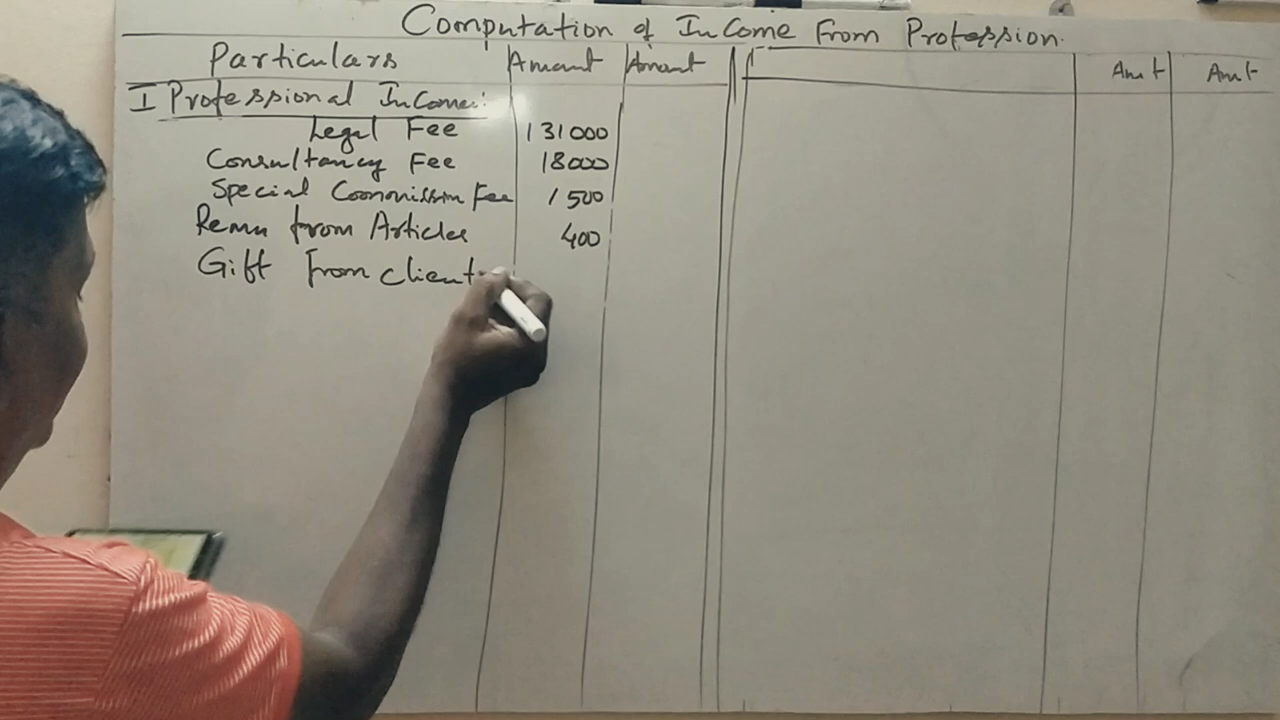 Computation of InCome From Profession.
Particulars Amount Amount Amt Amt
I Professional InCome:
Legal Fee 131000
Consultancy Fee 18000
Special Commission Fee 1500
Remu from Articles 400
Gift From client